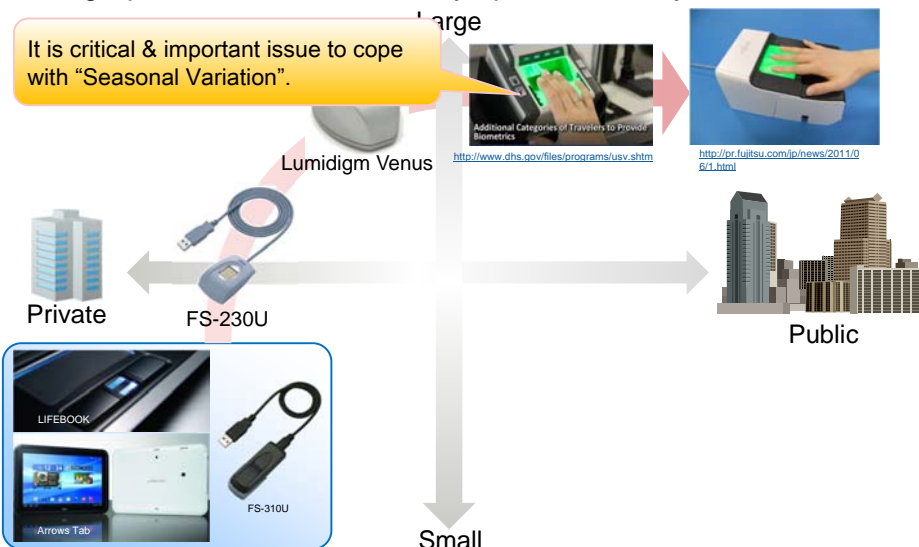 Large
It is critical & important issue to cope
with “Seasonal Variation”.
Additional Categories of Travelers to Provide
Biometrics
http://www.dhs.gov/files/programs/usv.shtm
http://pr.fujitsu.com/jp/news/2011/0
6/1.html
Lumidigm Venus
Private
FS-230U
Public
LIFEBOOK
Arrows Tab
FS-310U
Small